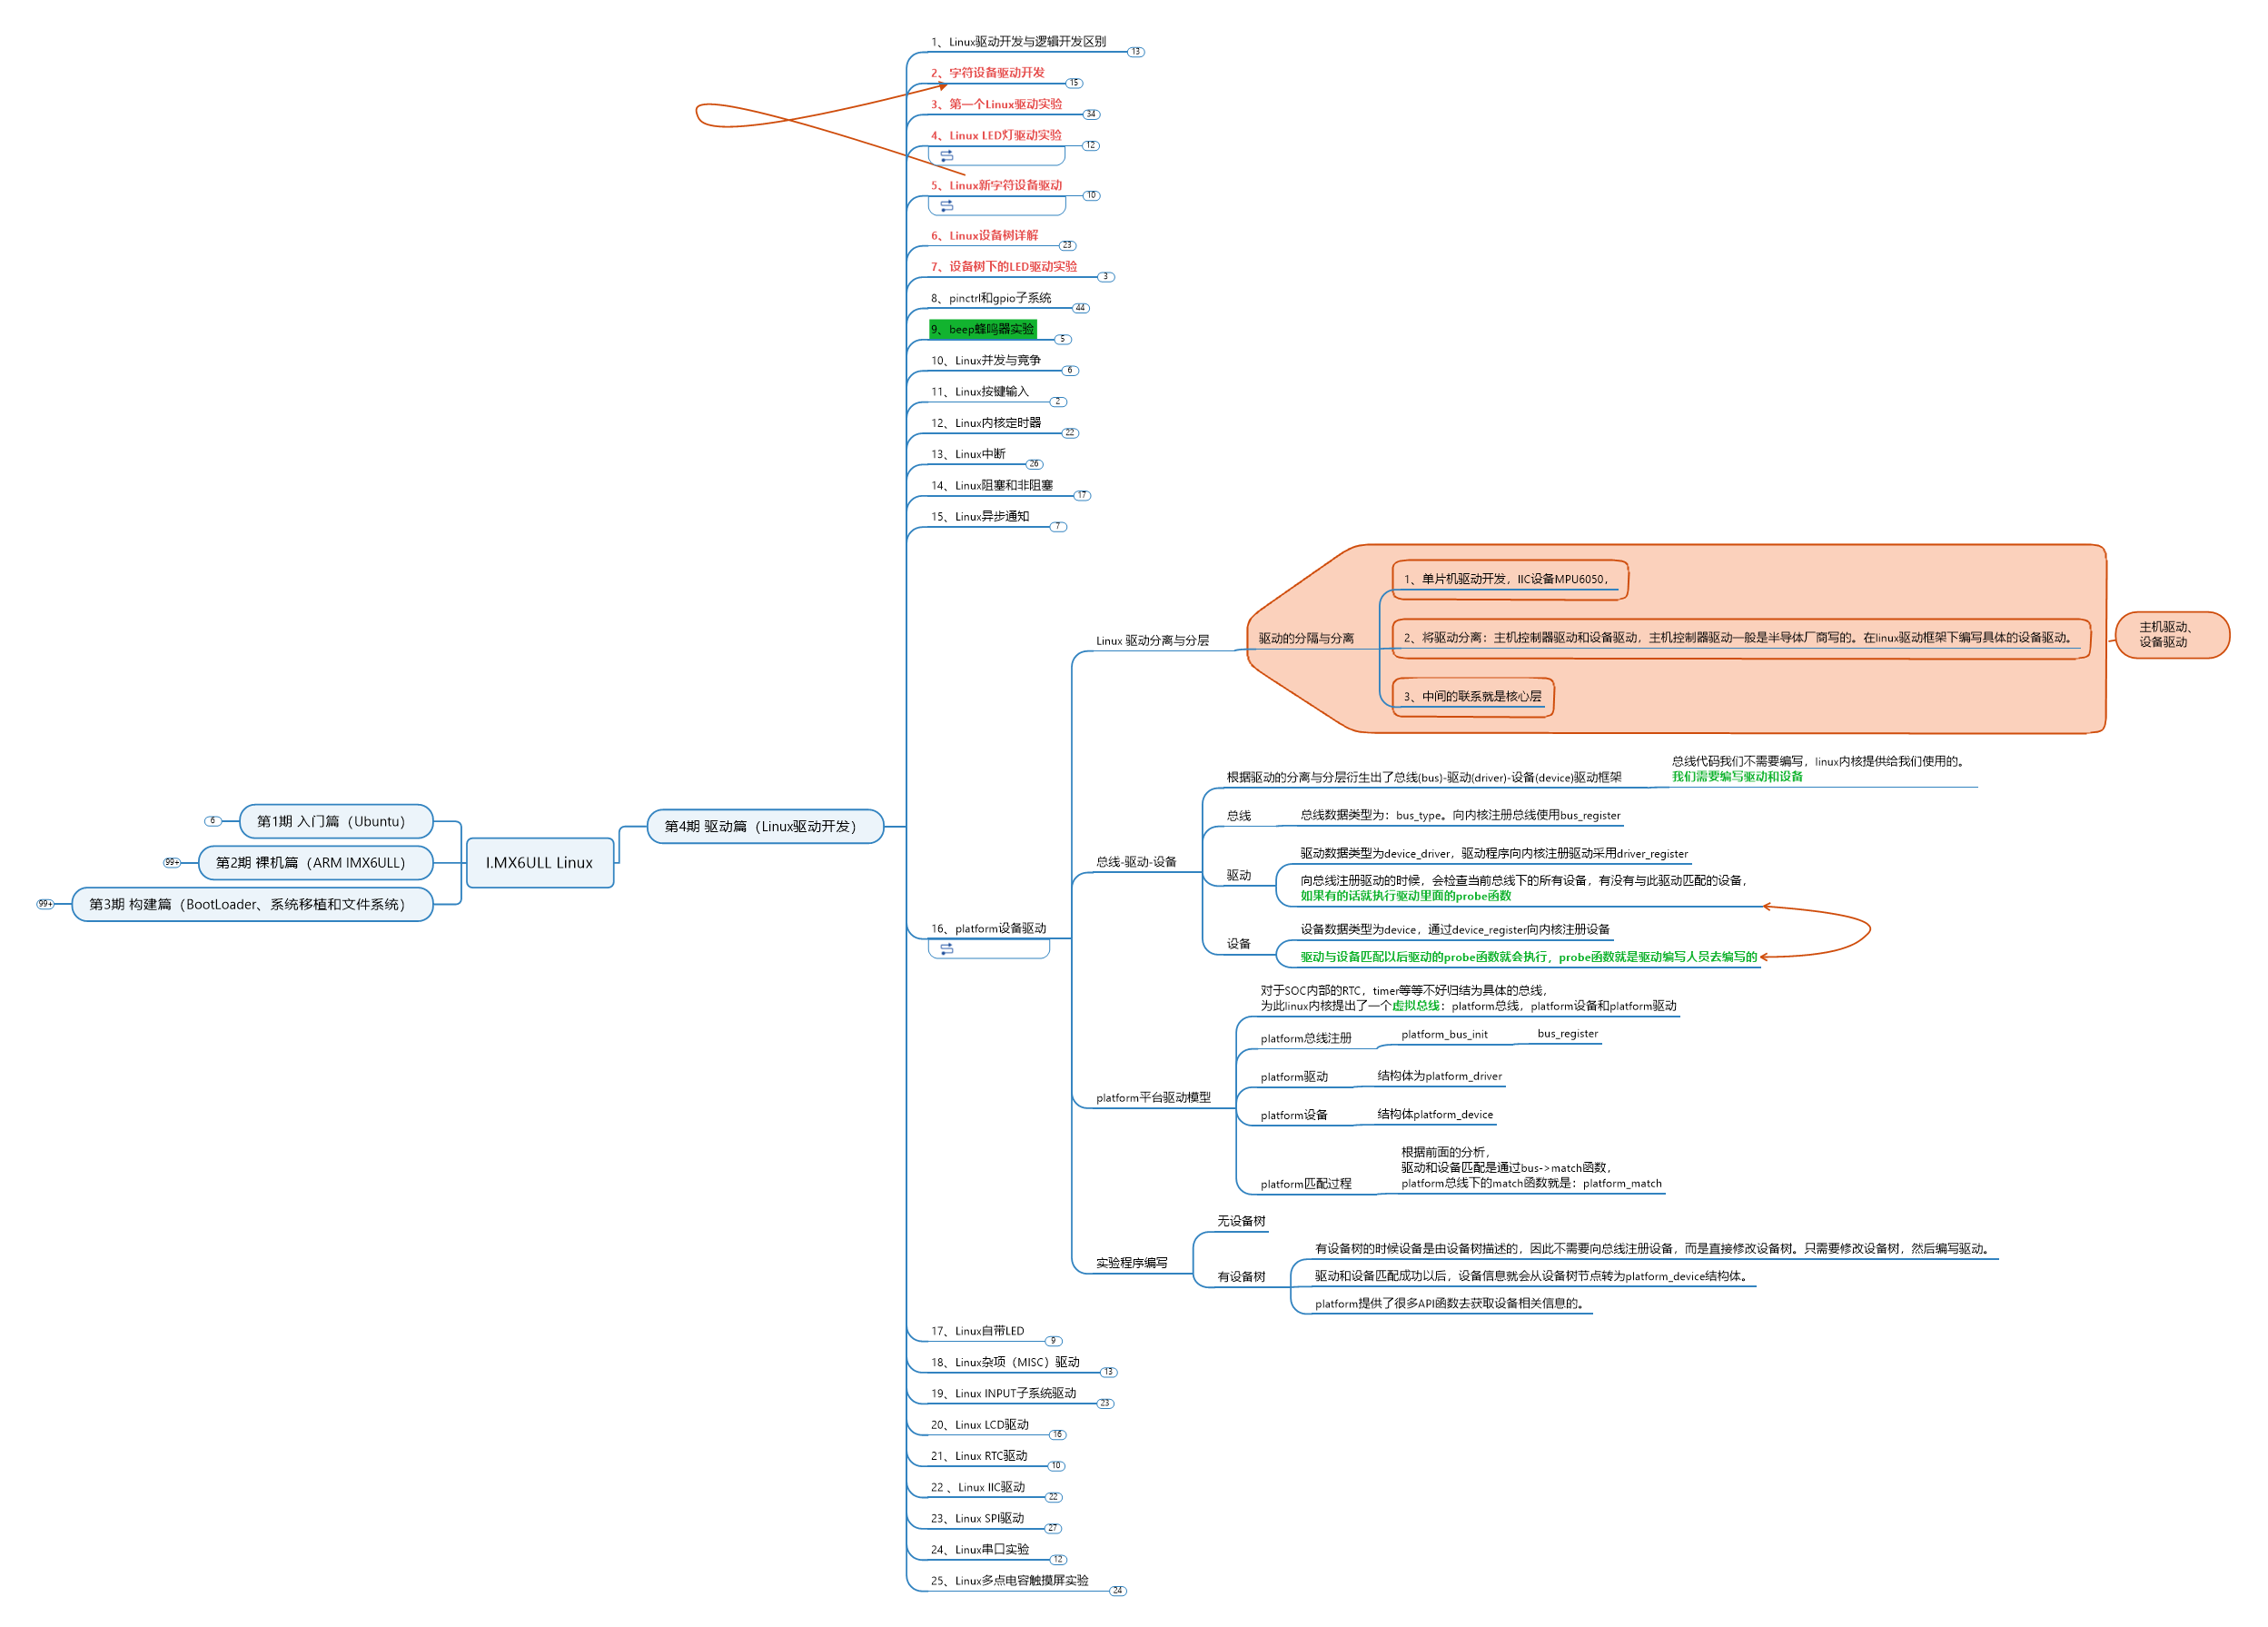 I.MX6ULL Linux
第1期 入门篇（Ubuntu）
6
第2期 裸机篇（ARM IMX6ULL）
99+
第3期 构建篇（BootLoader、系统移植和文件系统）
99+
第4期 驱动篇（Linux驱动开发）
1、Linux驱动开发与逻辑开发区别
13
2、字符设备驱动开发
15
3、第一个Linux驱动实验
34
4、Linux LED灯驱动实验
12
5、Linux新字符设备驱动
10
6、Linux设备树详解
23
7、设备树下的LED驱动实验
3
8、pinctrl和gpio子系统
44
9、beep蜂鸣器实验
5
10、Linux并发与竞争
6
11、Linux按键输入
2
12、Linux内核定时器
22
13、Linux中断
26
14、Linux阻塞和非阻塞
17
15、Linux异步通知
7
16、platform设备驱动
Linux 驱动分离与分层
驱动的分隔与分离
1、单片机驱动开发，IIC设备MPU6050，
2、将驱动分离：主机控制器驱动和设备驱动，主机控制器驱动一般是半导体厂商写的。在linux驱动框架下编写具体的设备驱动。
3、中间的联系就是核心层
主机驱动、
设备驱动
总线-驱动-设备
根据驱动的分离与分层衍生出了总线(bus)-驱动(driver)-设备(device)驱动框架
总线代码我们不需要编写，linux内核提供给我们使用的。
我们需要编写驱动和设备
总线
总线数据类型为：bus_type。向内核注册总线使用bus_register
驱动
驱动数据类型为device_driver，驱动程序向内核注册驱动采用driver_register
向总线注册驱动的时候，会检查当前总线下的所有设备，有没有与此驱动匹配的设备，
如果有的话就执行驱动里面的probe函数
设备
设备数据类型为device，通过device_register向内核注册设备
驱动与设备匹配以后驱动的probe函数就会执行，probe函数就是驱动编写人员去编写的
platform平台驱动模型
对于SOC内部的RTC，timer等等不好归结为具体的总线，
为此linux内核提出了一个虚拟总线：platform总线，platform设备和platform驱动
platform总线注册
platform_bus_init
bus_register
platform驱动
结构体为platform_driver
platform设备
结构体platform_device
platform匹配过程
根据前面的分析，
驱动和设备匹配是通过bus->match函数，
platform总线下的match函数就是：platform_match
实验程序编写
无设备树
有设备树
有设备树的时候设备是由设备树描述的，因此不需要向总线注册设备，而是直接修改设备树。只需要修改设备树，然后编写驱动。
驱动和设备匹配成功以后，设备信息就会从设备树节点转为platform_device结构体。
platform提供了很多API函数去获取设备相关信息的。
17、Linux自带LED
9
18、Linux杂项（MISC）驱动
13
19、Linux INPUT子系统驱动
23
20、Linux LCD驱动
16
21、Linux RTC驱动
10
22 、Linux IIC驱动
22
23、Linux SPI驱动
27
24、Linux串口实验
12
25、Linux多点电容触摸屏实验
24